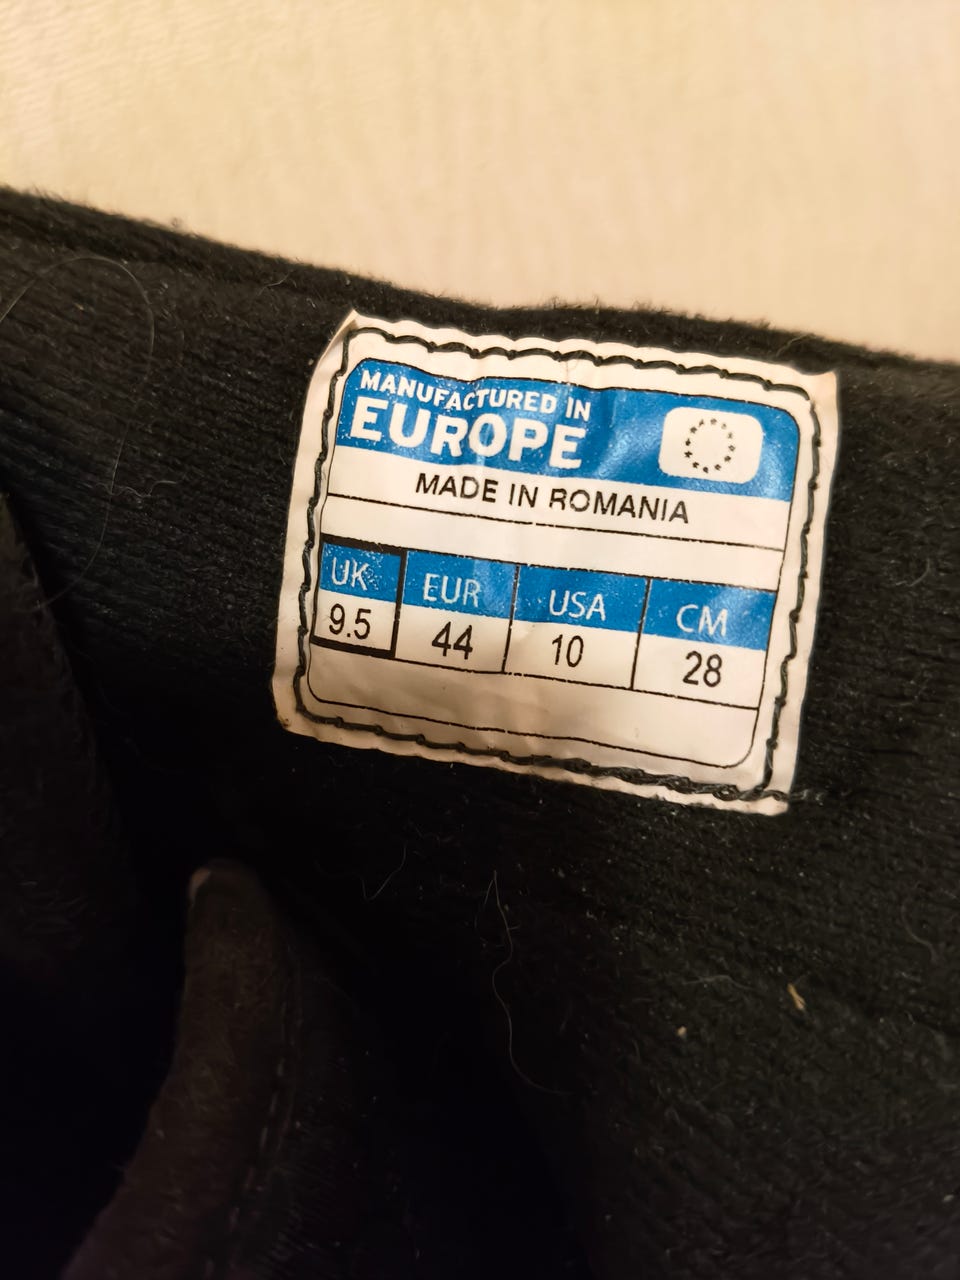 MANUFACTURED IN
EUROPE
MADE IN ROMANIA
UK EUR USA CM
9.5 44 10 28